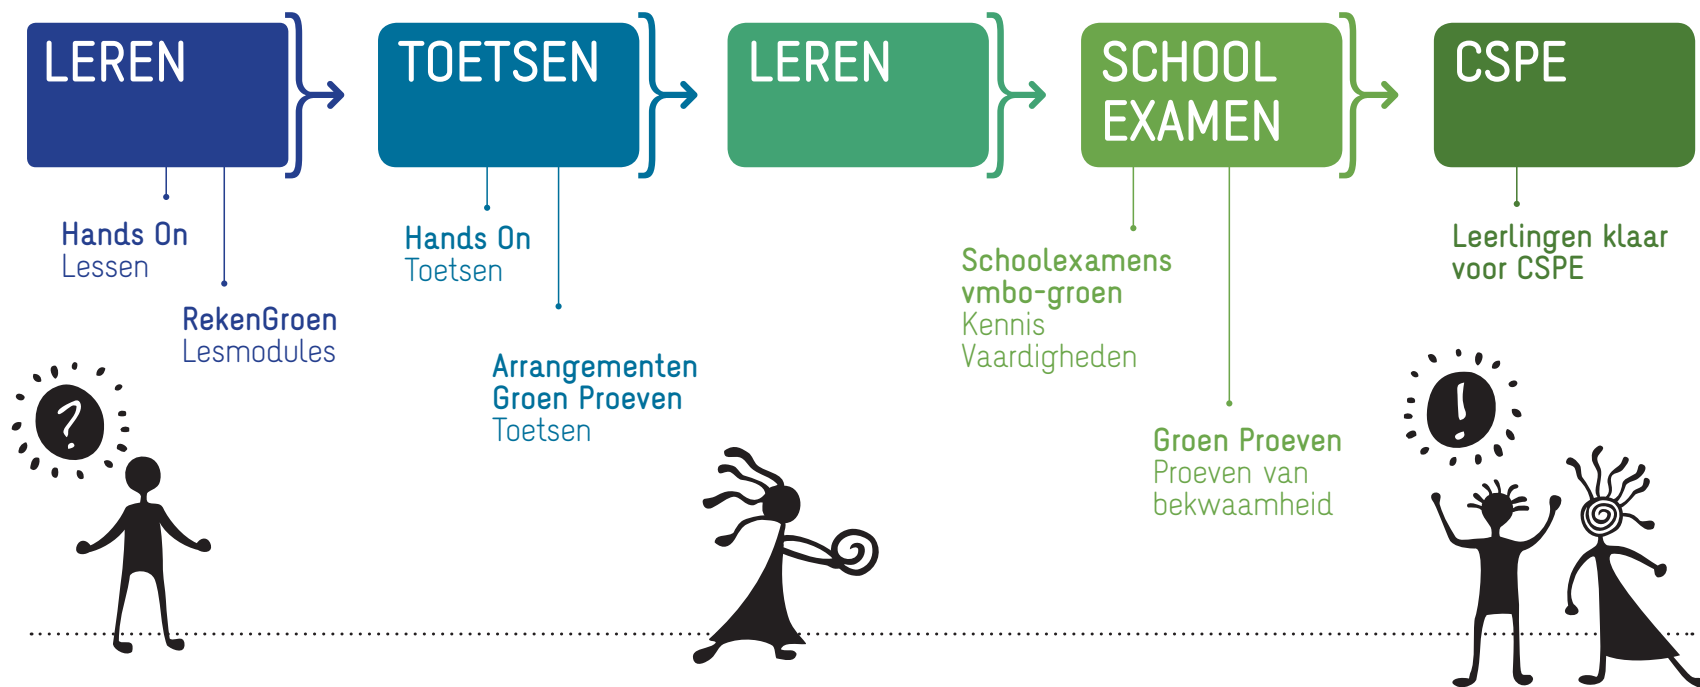 LEREN
Hands On
Lessen
RekenGroen
Lesmodules
?
TOETSEN
Hands On
Toetsen
Arrangementen
Groen Proeven
Toetsen
LEREN
SCHOOL
EXAMEN
Schoolexamens
vmbo-groen
Kennis
Vaardigheden
Groen Proeven
Proeven van
bekwaamheid
CSPE
Leerlingen klaar
voor CSPE
!